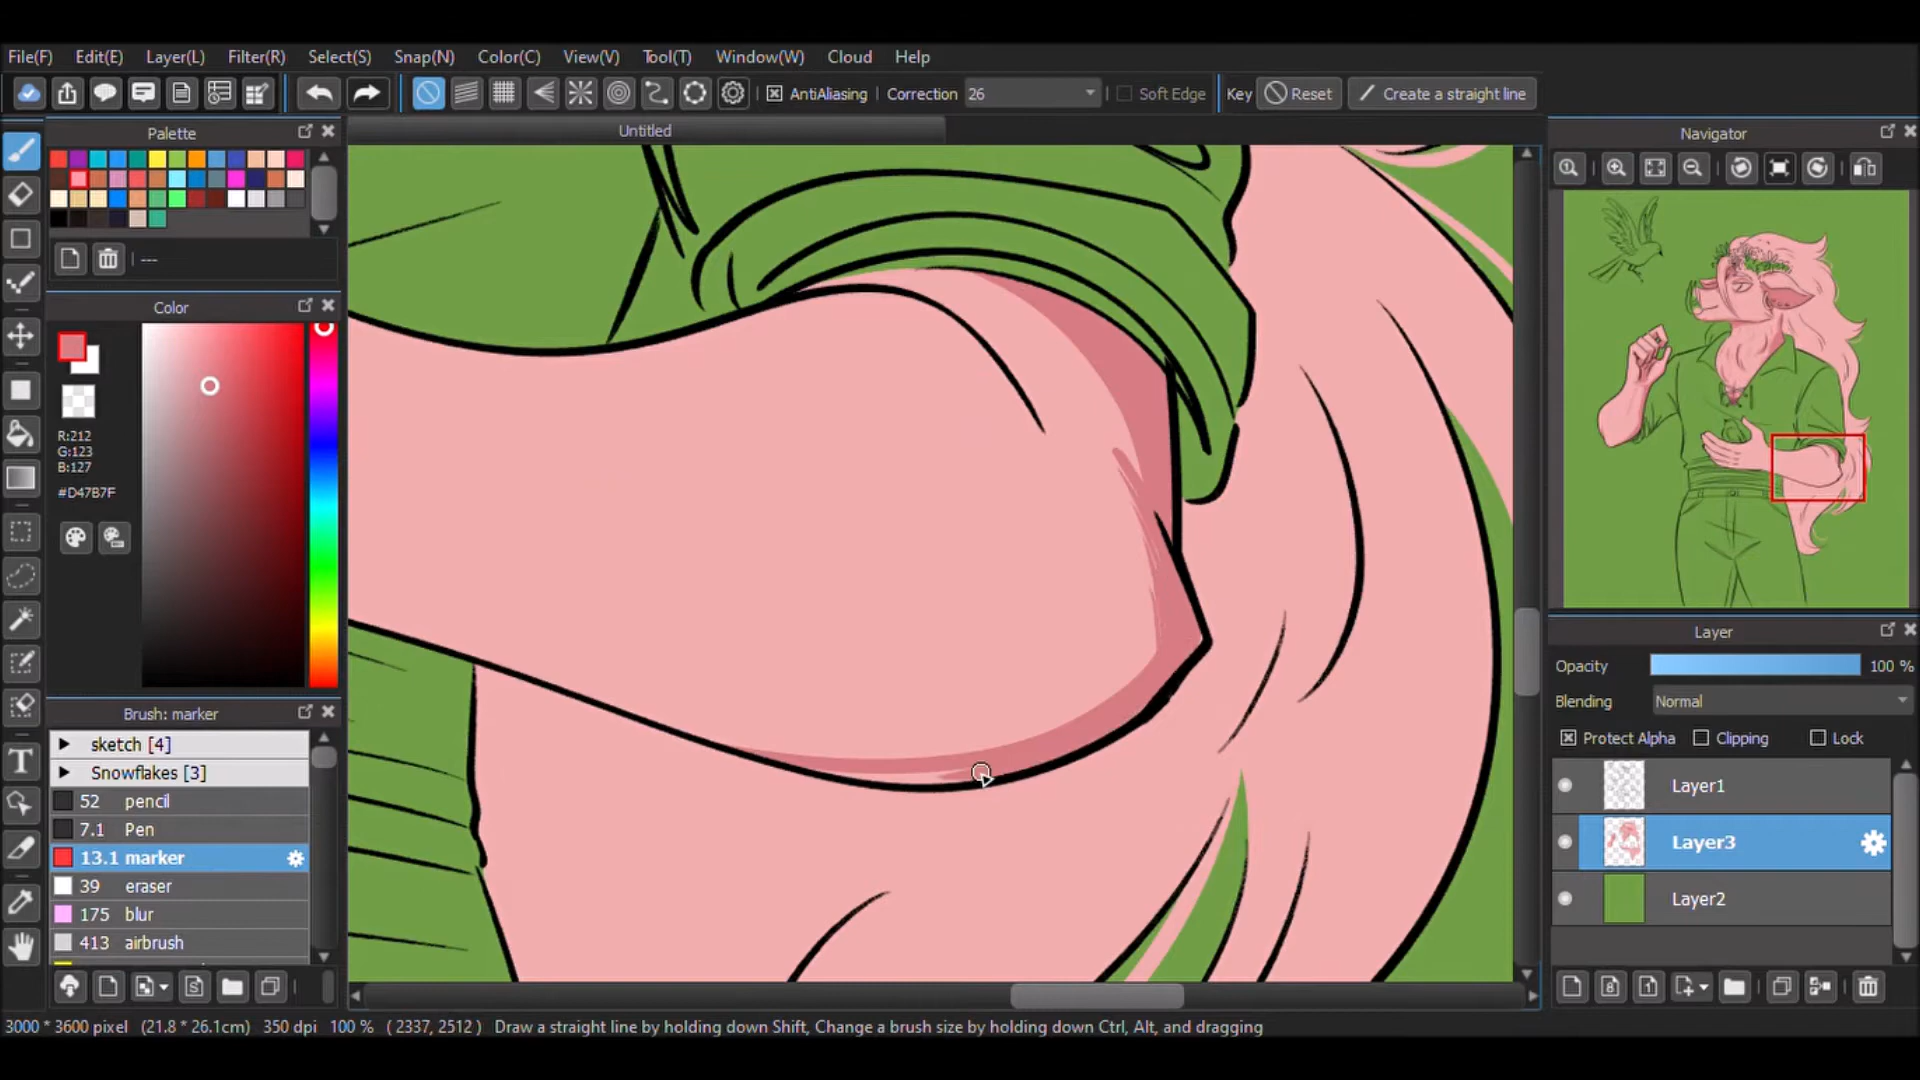 File(F) Edit(E) Layer(L) Filter(R) Select(S) Snap(N) Color(C) View(V) Tool(T) Window(W) Cloud Help
AntiAliasing Correction 26 Soft Edge Key Reset Create a straight line
Palette
Untitled
Navigator
---
Color
R:212
G:123
B:127
#D47B7F
Layer
Opacity 100 %
Blending Normal
Protect Alpha Clipping Lock
Layer1
Layer3
Layer2
Brush: marker
sketch [4]
Snowflakes [3]
52 pencil
7.1 Pen
13.1 marker
39 eraser
175 blur
413 airbrush
3000 * 3600 pixel (21.8 * 26.1cm) 350 dpi 100 % ( 2337, 2512 ) Draw a straight line by holding down Shift, Change a brush size by holding down Ctrl, Alt, and dragging